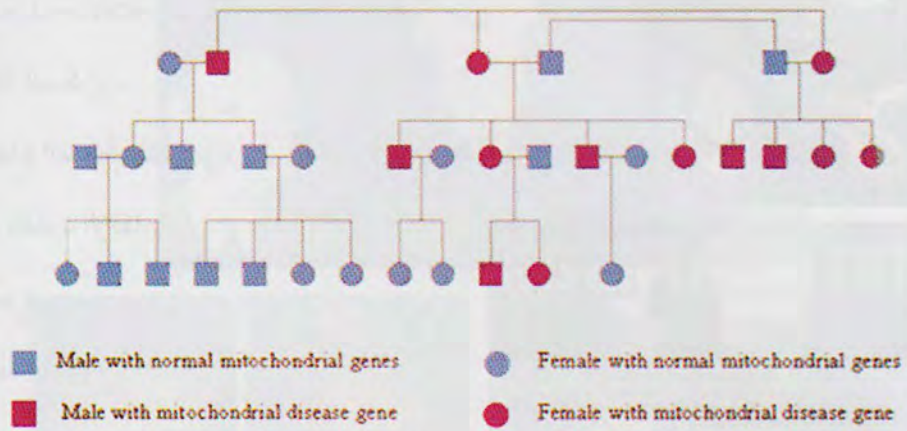 Male with normal mitochondrial genes
Female with normal mitochondrial genes
Male with mitochondrial disease gene
Female with mitochondrial disease gene